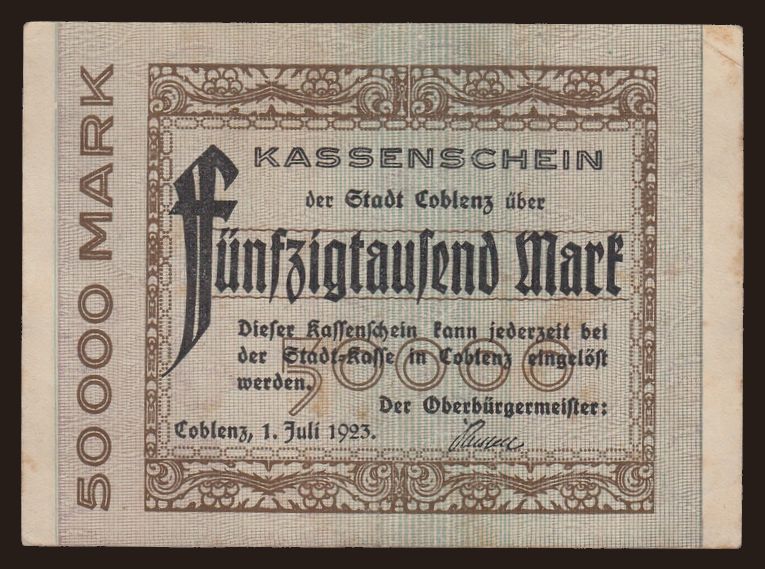 50000 MARK
KASSENSCHEIN
der Stadt Coblenz über
Fünfzigtausend Mark
50000
Dieser Kassenschein kann jederzeit bei
der Stadt-Kasse in Coblenz eingelöst
werden.
Der Oberbürgermeister:
Coblenz, 1. Juli 1923.